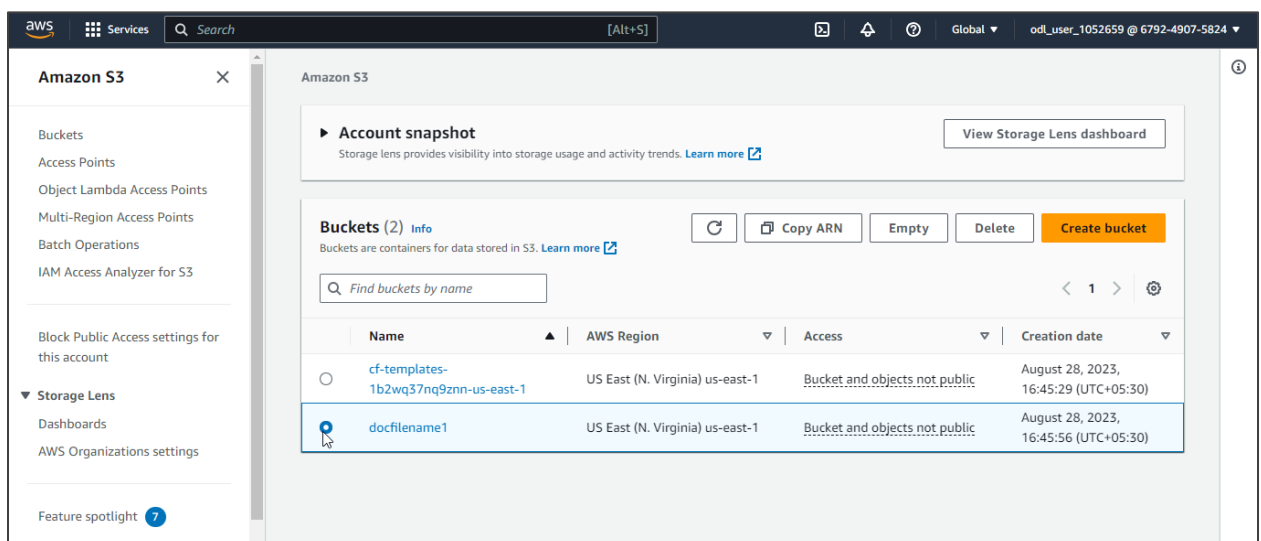 aws Services Search [Alt+S] Global ▼ odl_user_1052659 @ 6792-4907-5824 ▼
Amazon S3
Buckets
Access Points
Object Lambda Access Points
Multi-Region Access Points
Batch Operations
IAM Access Analyzer for S3
Block Public Access settings for
this account
▼ Storage Lens
Dashboards
AWS Organizations settings
Feature spotlight 7
Amazon S3
Account snapshot
View Storage Lens dashboard
Storage lens provides visibility into storage usage and activity trends. Learn more
Buckets (2) Info
Copy ARN Empty Delete Create bucket
Buckets are containers for data stored in S3. Learn more
Find buckets by name
< 1 >
Name ▲ AWS Region Access Creation date
cf-templates-
1b2wq37nq9znn-us-east-1
US East (N. Virginia) us-east-1
Bucket and objects not public
August 28, 2023,
16:45:29 (UTC+05:30)
docfilename1
US East (N. Virginia) us-east-1
Bucket and objects not public
August 28, 2023,
16:45:56 (UTC+05:30)